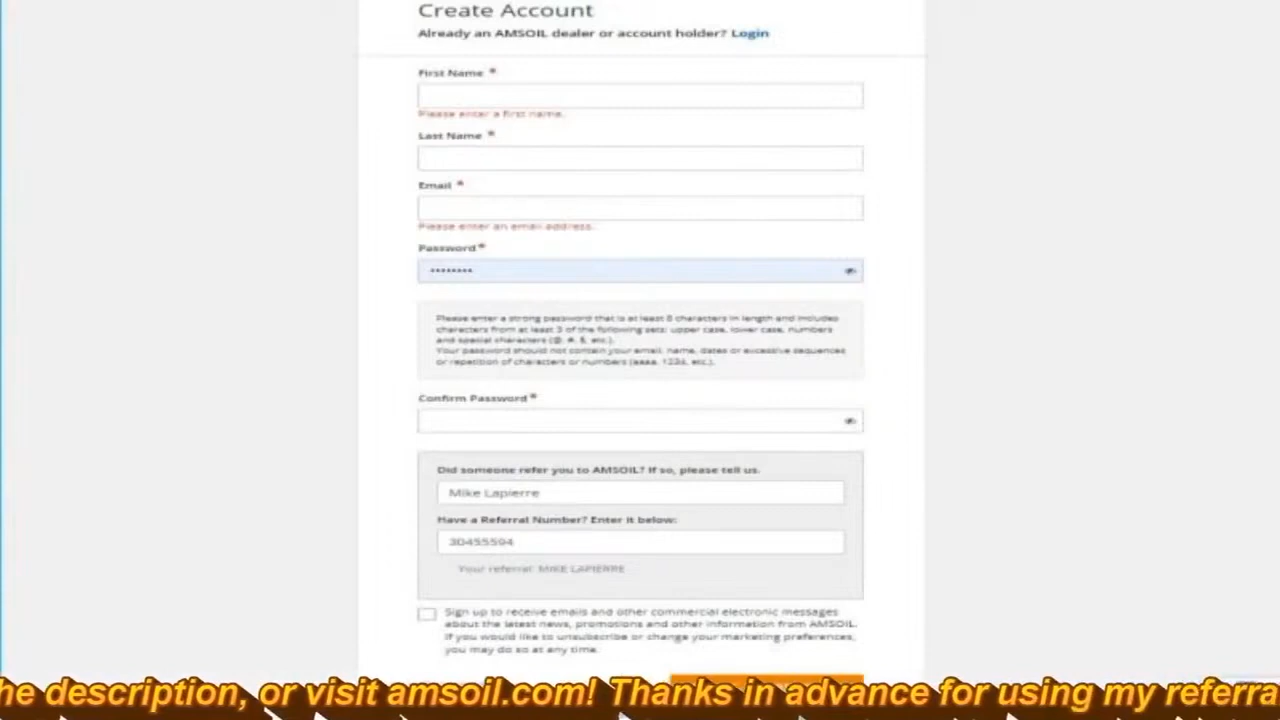 Create Account
Already an AMSOIL dealer or account holder? Login
First Name *
Please enter a first name.
Last Name *
Email *
Please enter an email address.
Password*
••••••••
Please enter a strong password that is at least 8 characters in length and includes
characters from at least 3 of the following sets: upper case, lower case, numbers
and special characters (@, #, $, etc.).
Your password should not contain your email, name, dates or excessive sequences
or repetition of characters or numbers (aaaa, 1234, etc.).
Confirm Password*
Did someone refer you to AMSOIL? If so, please tell us.
Mike Lapierre
Have a Referral Number? Enter it below:
30455594
Your referral: MIKE LAPIERRE
Sign up to receive emails and other commercial electronic messages
about the latest news, promotions and other information from AMSOIL.
If you would like to unsubscribe or change your marketing preferences,
you may do so at any time.
he description, or visit amsoil.com! Thanks in advance for using my referra